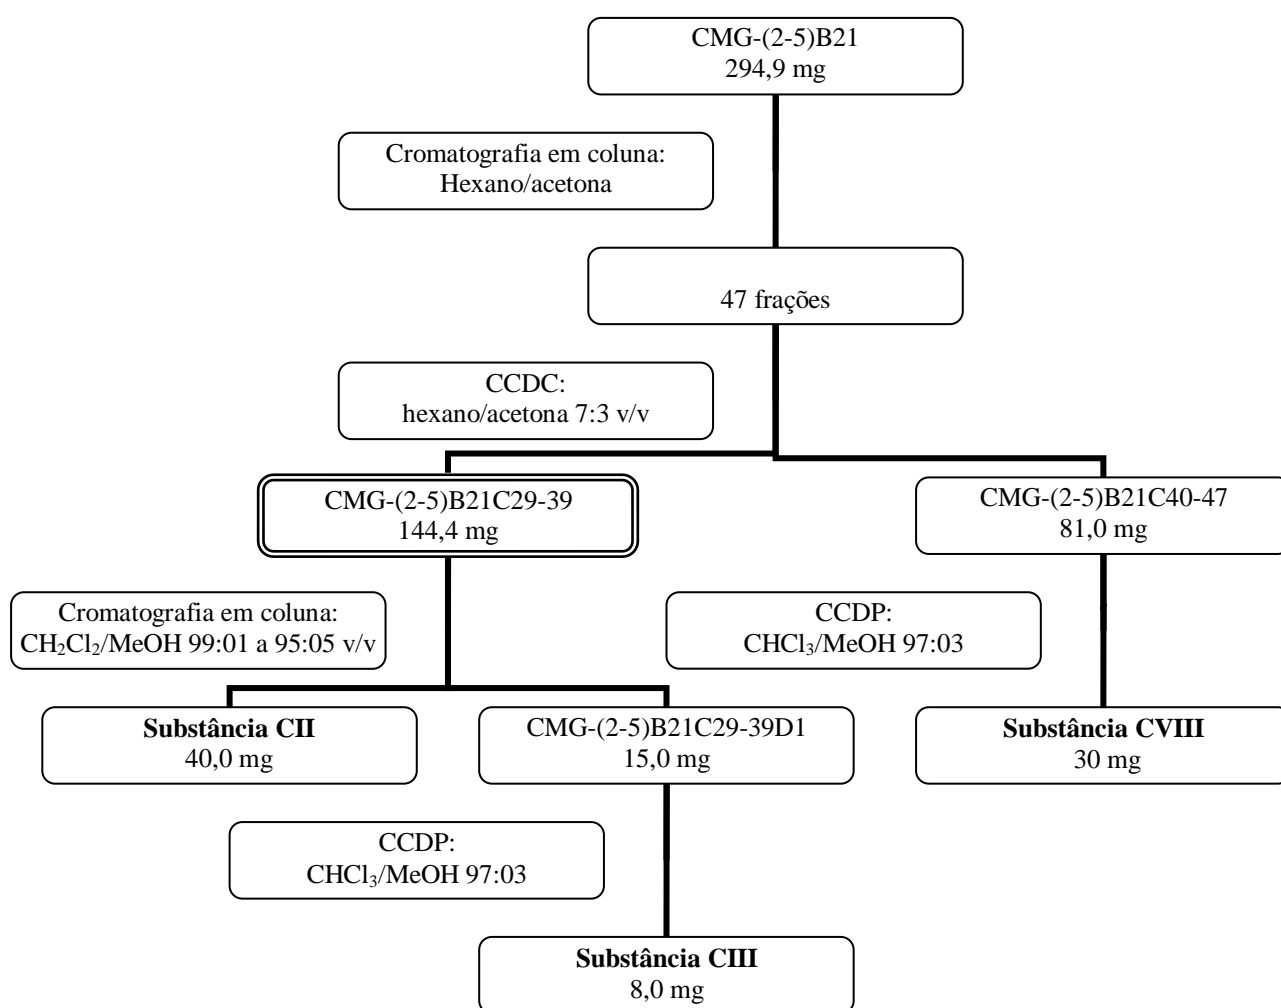 CMG-(2-5)B21
294,9 mg
Cromatografia em coluna:
Hexano/acetona
47 frações
CCDC:
hexano/acetona 7:3 v/v
CMG-(2-5)B21C29-39
144,4 mg
CMG-(2-5)B21C40-47
81,0 mg
Cromatografia em coluna:
CH₂Cl₂/MeOH 99:01 a 95:05 v/v
CCDP:
CHCl₃/MeOH 97:03
Substância CII
40,0 mg
CMG-(2-5)B21C29-39D1
15,0 mg
Substância CVIII
30 mg
CCDP:
CHCl₃/MeOH 97:03
Substância CIII
8,0 mg